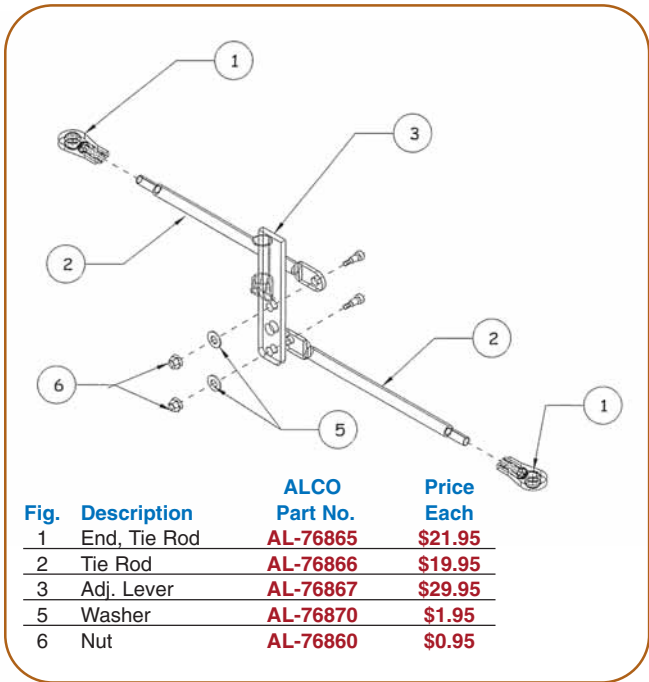 1
3
2
2
6
5
1
ALCO Price
Fig. Description Part No. Each
1 End, Tie Rod AL-76865 $21.95
2 Tie Rod AL-76866 $19.95
3 Adj. Lever AL-76867 $29.95
5 Washer AL-76870 $1.95
6 Nut AL-76860 $0.95